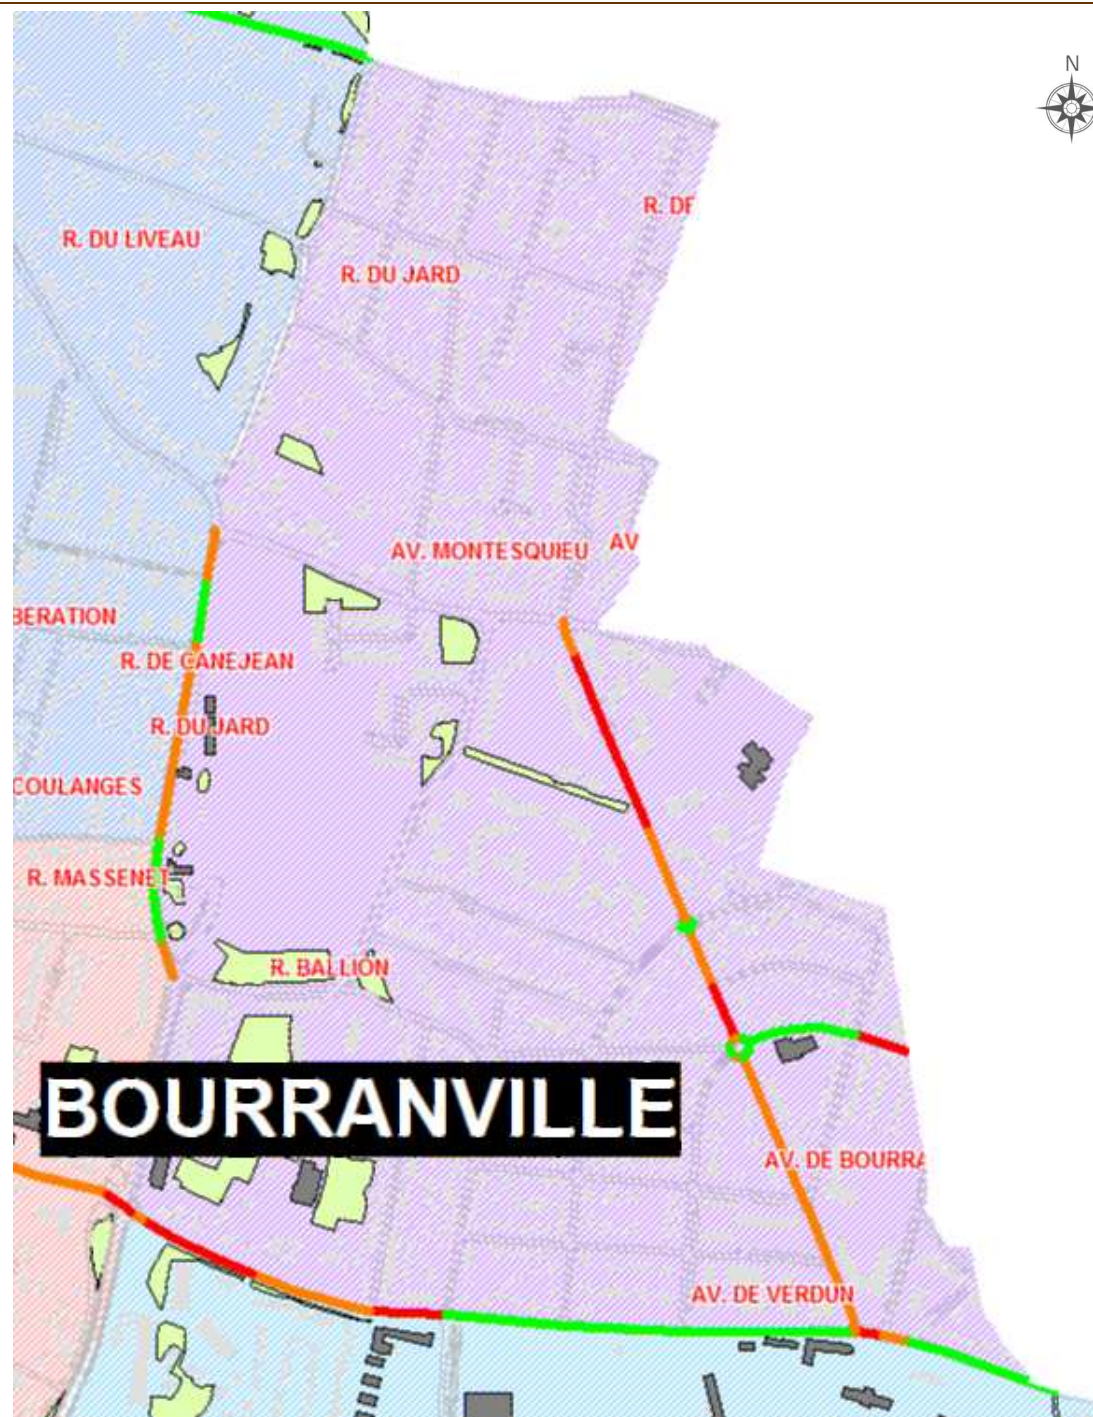 N
R. DE
R. DU LIVEAU
R. DU JARD
AV. MONTESQUIEU
AV
BERATION
R. DE CANEJEAN
R. DU JARD
COULANGES
R. MASSENET
R. BALLION
BOURRANVILLE
AV. DE BOURRA
AV. DE VERDUN